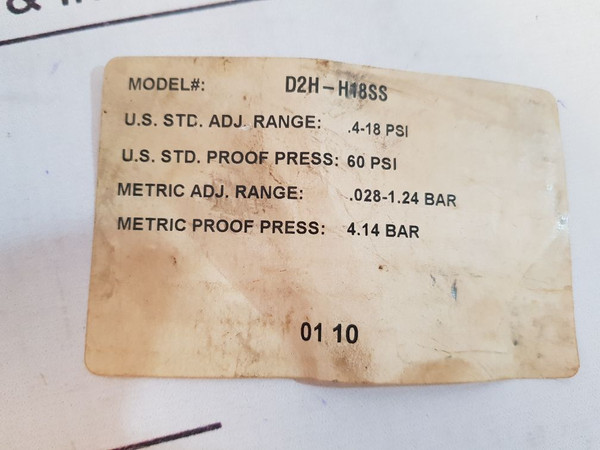 MODEL#: D2H-H18SS
U.S. STD. ADJ. RANGE: .4-18 PSI
U.S. STD. PROOF PRESS: 60 PSI
METRIC ADJ. RANGE: .028-1.24 BAR
METRIC PROOF PRESS: 4.14 BAR
01 10